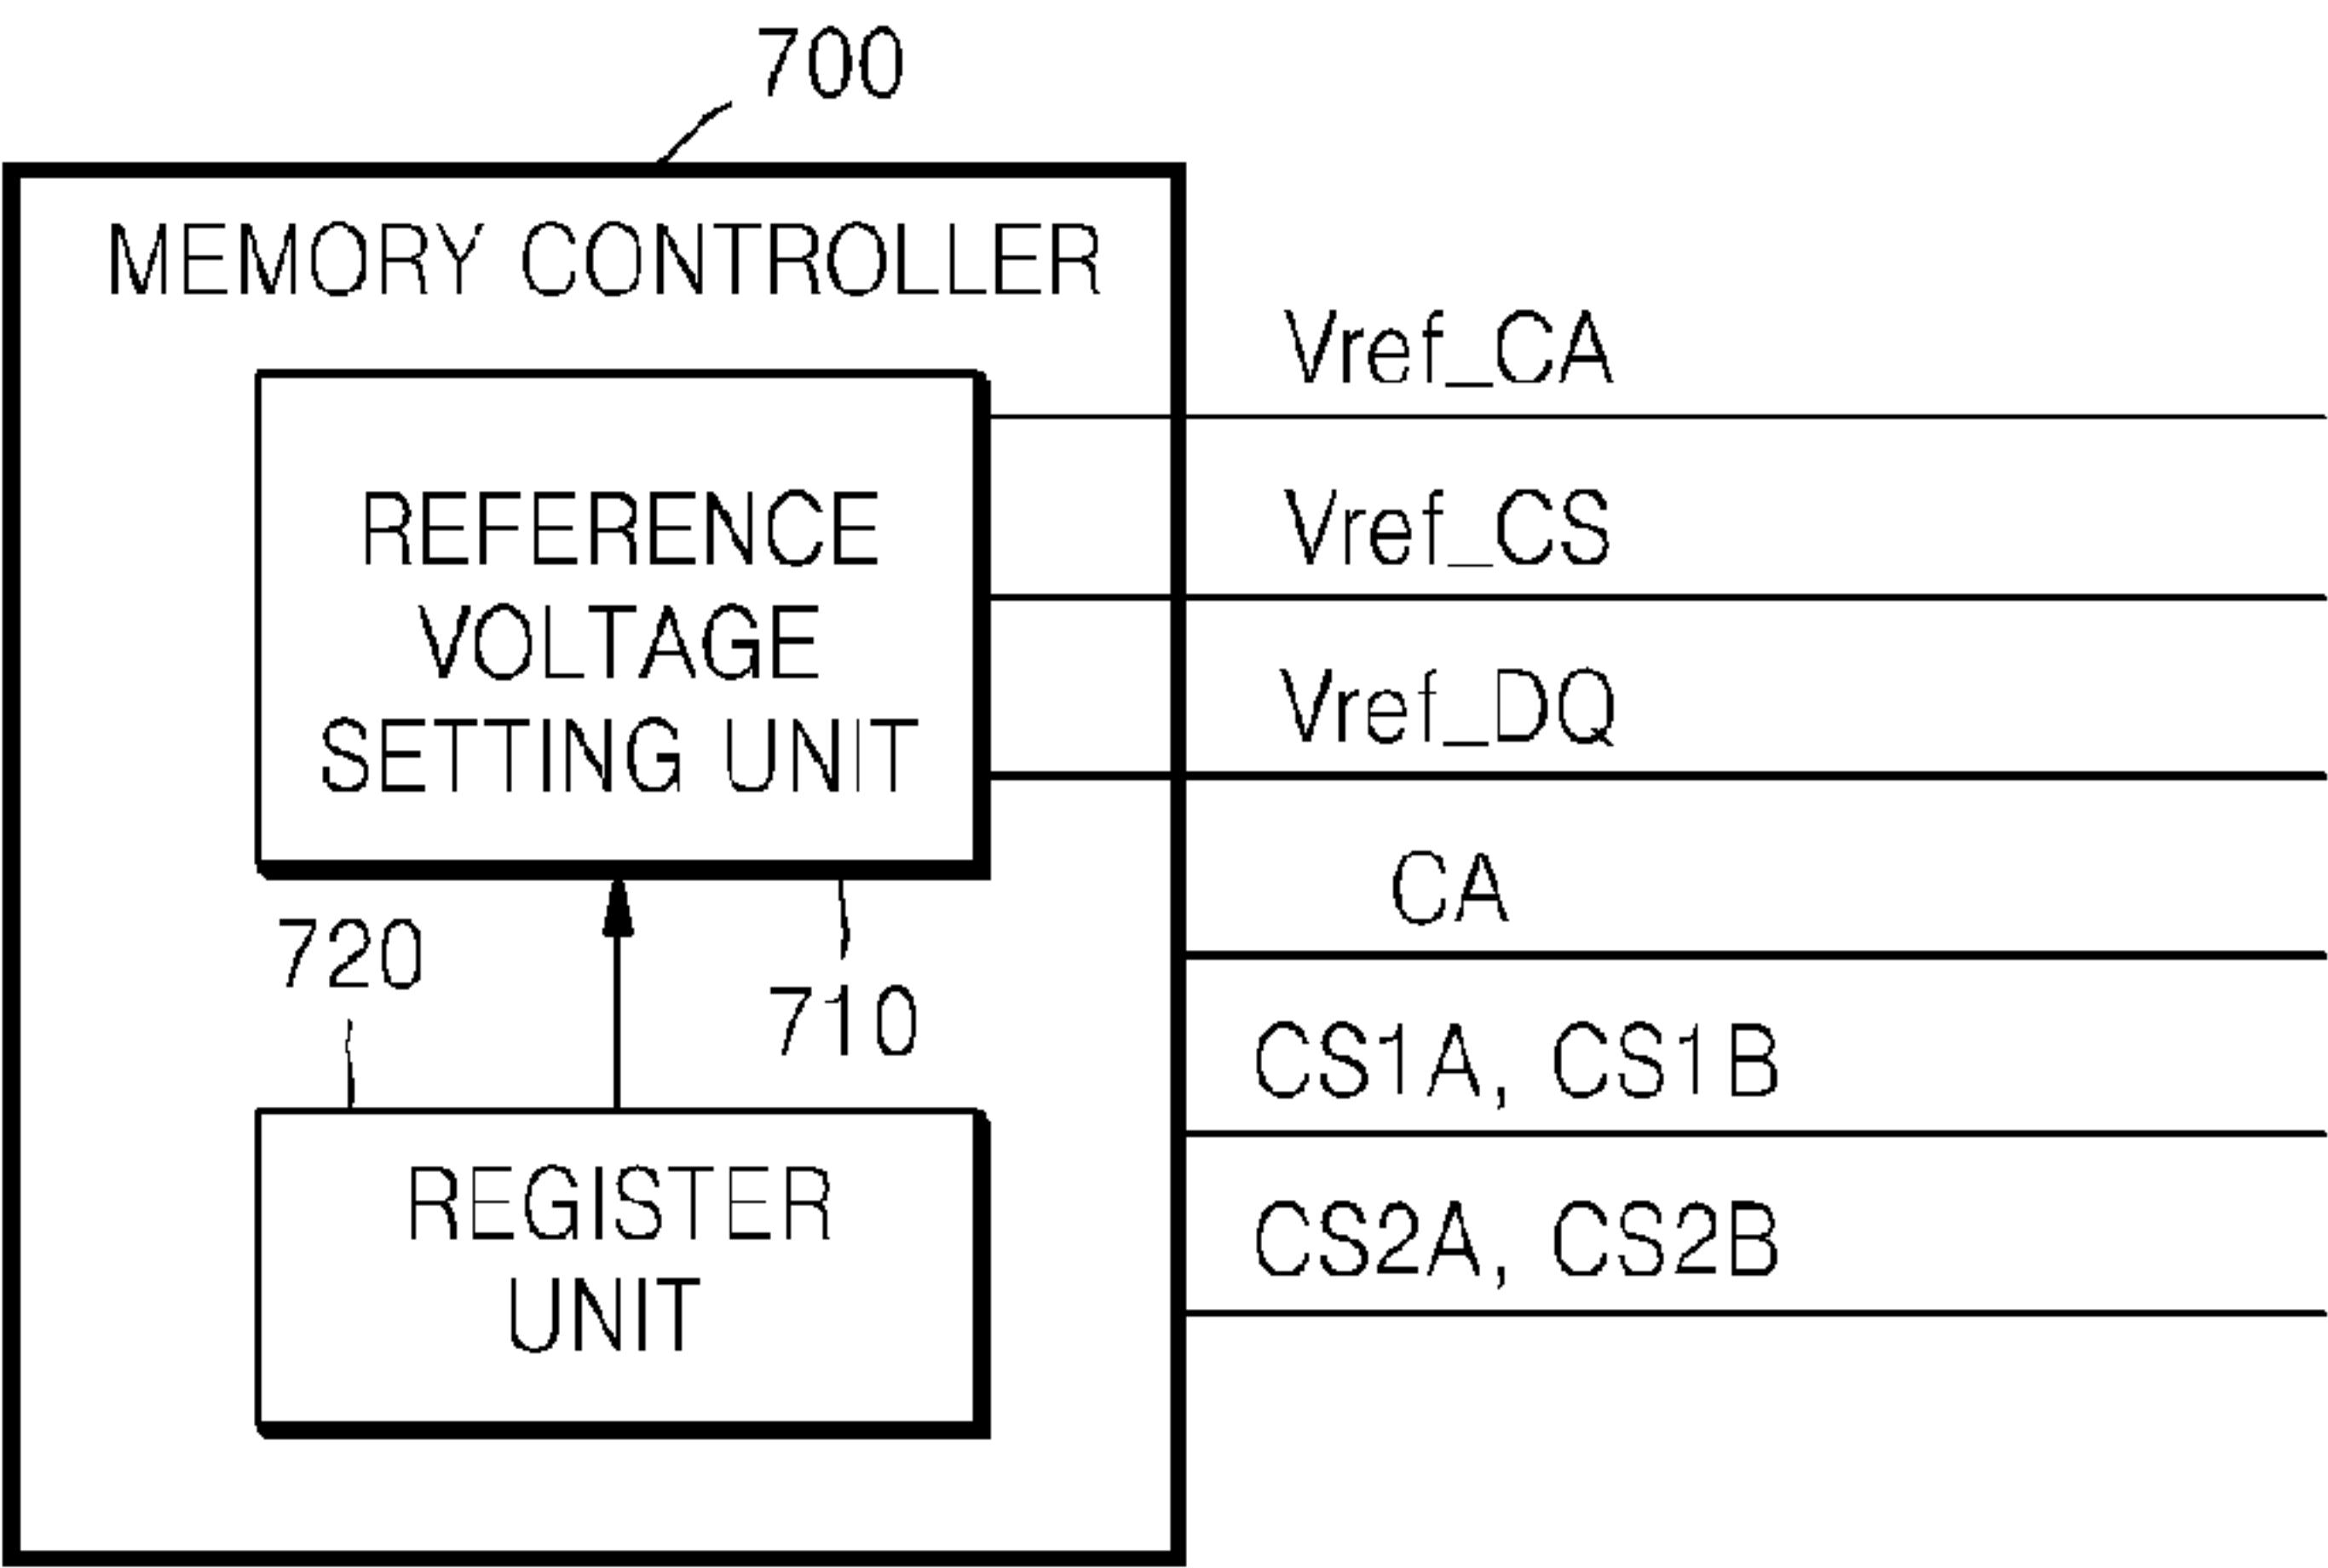 700
MEMORY CONTROLLER
Vref_CA
REFERENCE
VOLTAGE
SETTING UNIT
Vref_CS
Vref_DQ
CA
720
710
CS1A, CS1B
REGISTER
UNIT
CS2A, CS2B